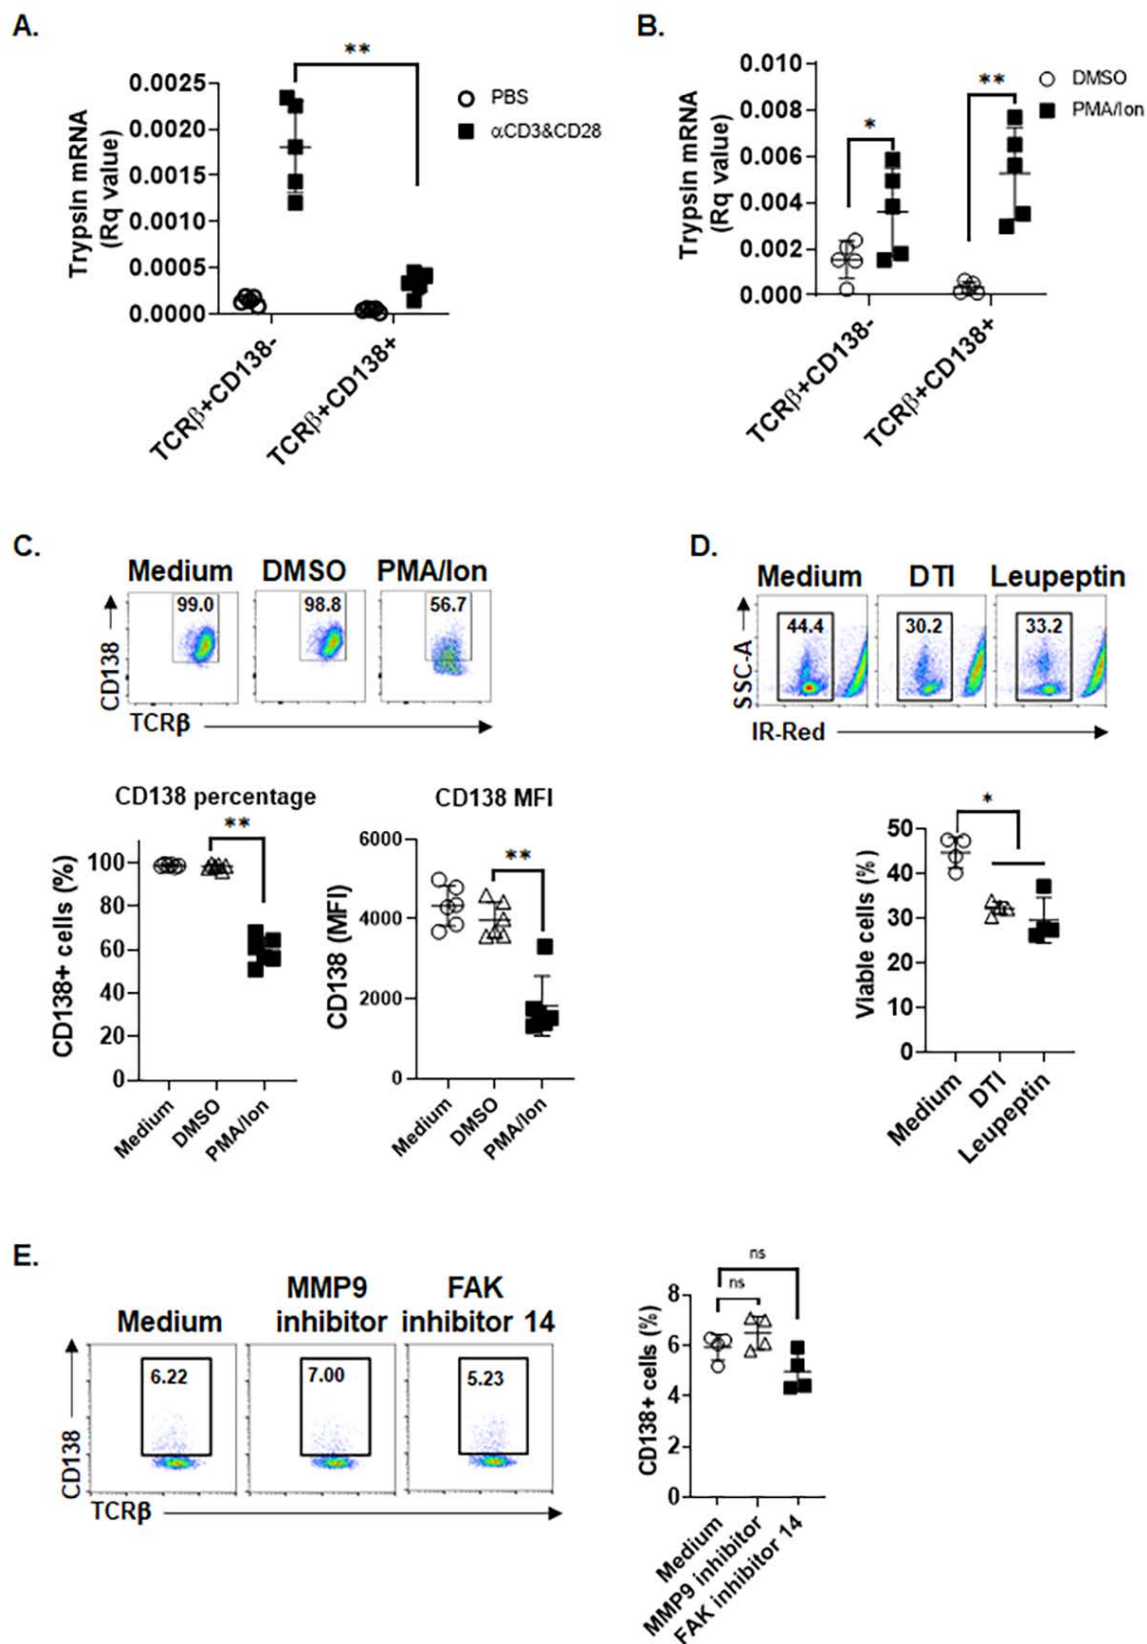 A.
**
0.0025
0.0020
0.0015
0.0010
0.0005
0.0000
Trypsin mRNA
(Rq value)
PBS
αCD3&CD28
TCRβ+CD138-
TCRβ+CD138+
B.
0.010
0.008
0.006
0.004
0.002
0.000
Trypsin mRNA
(Rq value)
*
**
DMSO
PMA/Ion
TCRβ+CD138-
TCRβ+CD138+
C.
Medium DMSO PMA/Ion
99.0 98.8 56.7
CD138
TCRβ
CD138 percentage
**
100
80
60
40
20
0
CD138+ cells (%)
Medium
DMSO
PMA/Ion
CD138 MFI
**
6000
4000
2000
0
CD138 (MFI)
Medium
DMSO
PMA/Ion
D.
Medium DTI Leupeptin
44.4 30.2 33.2
SSC-A
IR-Red
*
50
40
30
20
10
0
Viable cells (%)
Medium
DTI
Leupeptin
E.
Medium
MMP9
inhibitor
FAK
inhibitor 14
6.22 7.00 5.23
CD138
TCRβ
ns
ns
8
6
4
2
0
CD138+ cells (%)
Medium
MMP9 inhibitor
FAK inhibitor 14